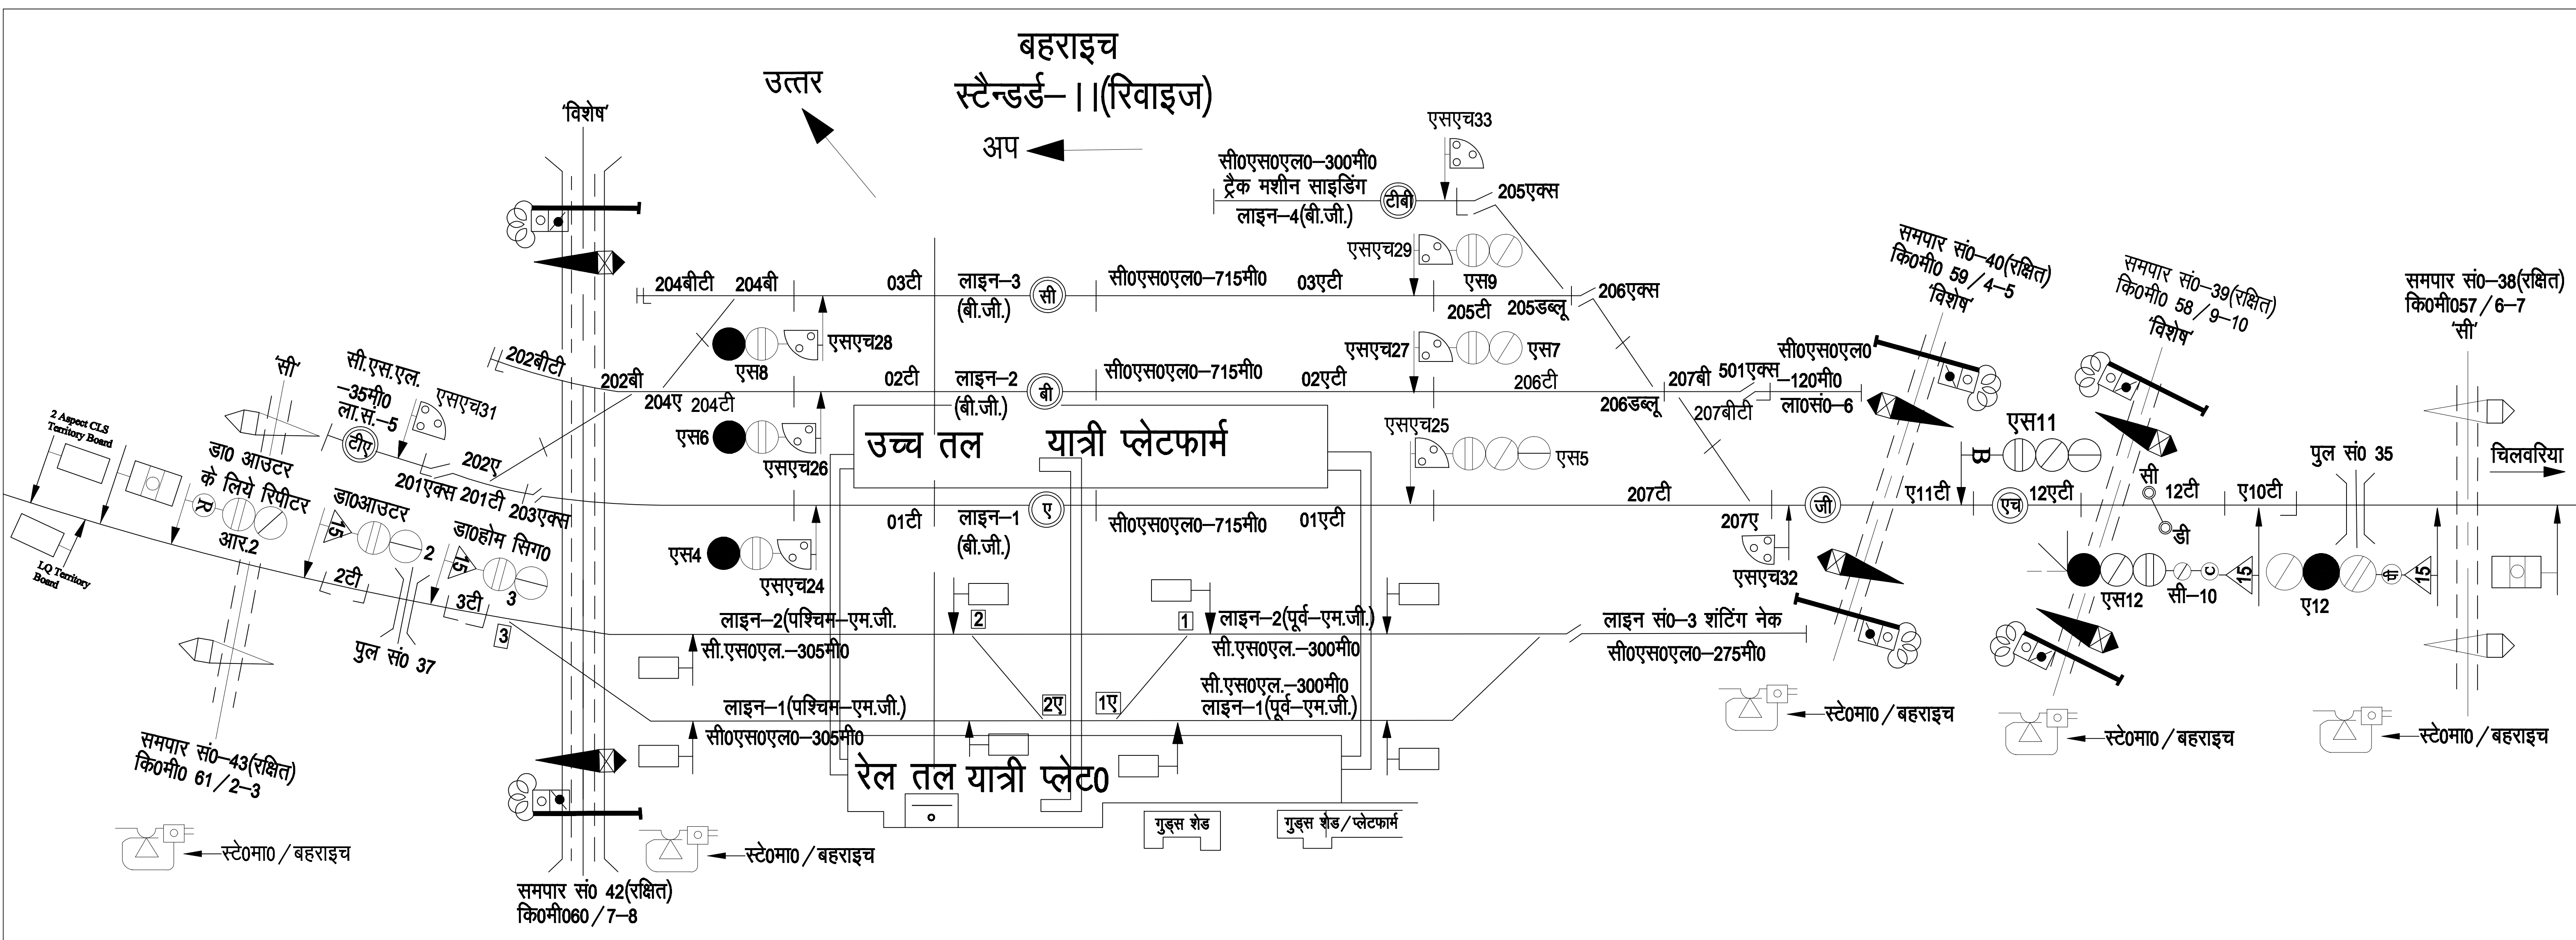 बहराइच
स्टैन्डर्ड–।।(रिवाइज)
उत्तर
अप
'विशेष'
एसएच33
सी0एस0एल0–300मी0
ट्रैक मशीन साइडिंग
लाइन–4(बी.जी.)
टीबी
205एक्स
एसएच29
एस9
204बीटी
204बी
03टी
लाइन–3
(बी.जी.)
सी
सी0एस0एल0–715मी0
03एटी
205टी
205डब्लू
206एक्स
समपार सं0–40(रक्षित)
कि0मी0 59/4–5
'विशेष'
समपार सं0–39(रक्षित)
कि0मी0 58/9–10
'विशेष'
समपार सं0–38(रक्षित)
कि0मी057/6–7
'सी'
एस8
एसएच28
एसएच27
एस7
'सी'
सी.एस.एल.
–35मी0
ला.सं.–5
एसएच31
202बीटी
202बी
204ए
204टी
02टी
लाइन–2
(बी.जी.)
बी
सी0एस0एल0–715मी0
02एटी
206टी
206डब्लू
207बी
501एक्स
207बीटी
सी0एस0एल0
–120मी0
ला0सं0–6
2 Aspect CLS
Territory Board
LQ Territory
Board
डा0 आउटर
के लिये रिपीटर
R
आर.2
टीए
202ए
201एक्स
201टी
203एक्स
एस6
एसएच26
उच्च तल यात्री प्लेटफार्म
एसएच25
एस5
एस11
B
पुल सं0 35
चिलवरिया
डा0आउटर
15
2
2टी
डा0होम सिग0
15
3
3टी
3
पुल सं0 37
01टी
लाइन–1
(बी.जी.)
ए
सी0एस0एल0–715मी0
01एटी
207टी
207ए
जी
ए11टी
एच
12एटी
सी
डी
12टी
ए10टी
एस4
एसएच24
एसएच32
एस12
सी–10
C
15
ए12
पी
15
लाइन–2(पश्चिम–एम.जी.
सी.एस0एल.–305मी0
2
1
लाइन–2(पूर्व–एम.जी.)
सी.एस0एल.–300मी0
लाइन सं0–3 शंटिंग नेक
सी0एस0एल0–275मी0
2ए
1ए
सी.एस0एल.–300मी0
लाइन–1(पूर्व–एम.जी.)
लाइन–1(पश्चिम–एम.जी.)
सी0एस0एल0–305मी0
रेल तल यात्री प्लेट0
गुड्स शेड
गुड्स शेड/प्लेटफार्म
समपार सं0–43(रक्षित)
कि0मी0 61/2–3
स्टे0मा0/बहराइच
स्टे0मा0/बहराइच
स्टे0मा0/बहराइच
स्टे0मा0/बहराइच
स्टे0मा0/बहराइच
समपार सं0 42(रक्षित)
कि0मी060/7–8